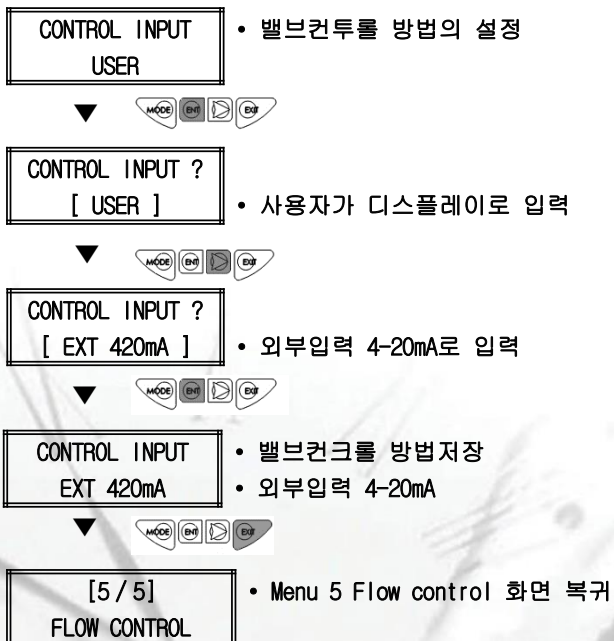 CONTROL INPUT
USER
• 밸브컨투롤 방법의 설정
▼ MODE ENT EXIT
CONTROL INPUT ?
[ USER ]
• 사용자가 디스플레이로 입력
▼ MODE ENT EXIT
CONTROL INPUT ?
[ EXT 420mA ]
• 외부입력 4-20mA로 입력
▼ MODE ENT EXIT
CONTROL INPUT
EXT 420mA
• 밸브컨크롤 방법저장
• 외부입력 4-20mA
▼ MODE ENT EXIT
[5/5]
FLOW CONTROL
• Menu 5 Flow control 화면 복귀